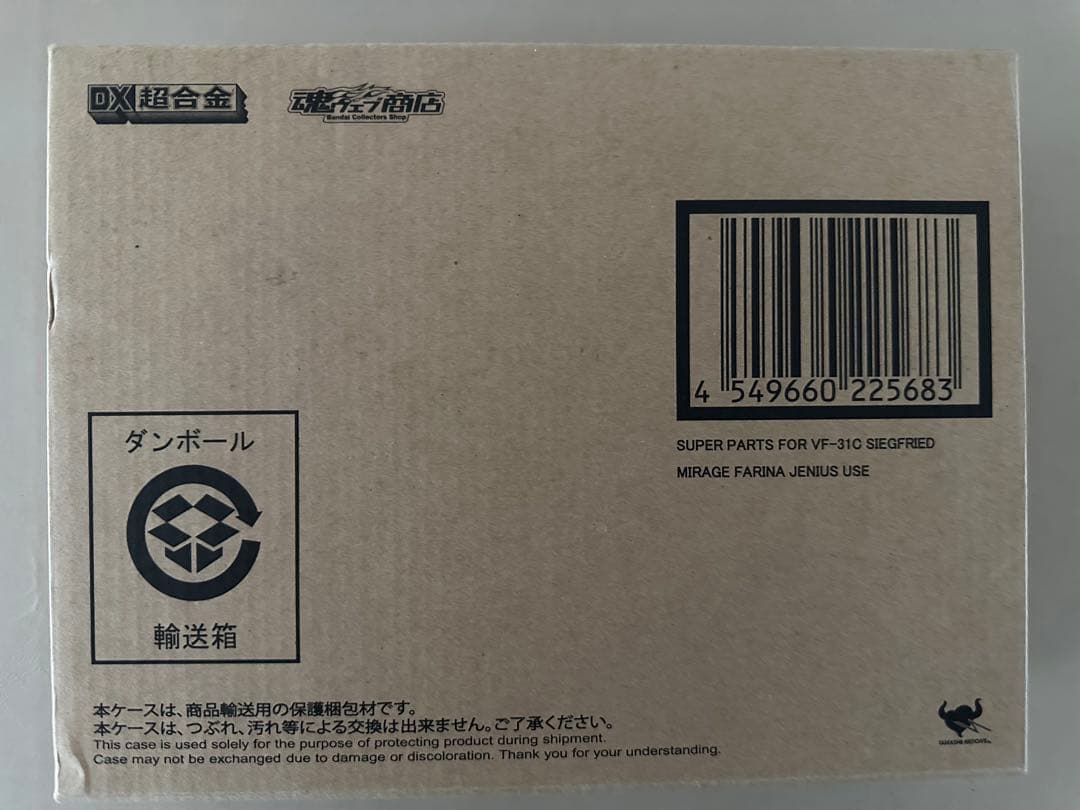 DX超合金
魂ウェブ商店
Bandai Collectors Shop
4 549660 225683
SUPER PARTS FOR VF-31C SIEGFRIED
MIRAGE FARINA JENIUS USE
ダンボール
輸送箱
本ケースは、商品輸送用の保護梱包材です。
本ケースは、つぶれ、汚れ等による交換は出来ません。ご了承ください。
This case is used solely for the purpose of protecting product during shipment.
Case may not be exchanged due to damage or discoloration. Thank you for your understanding.
TAMASHII NATIONS